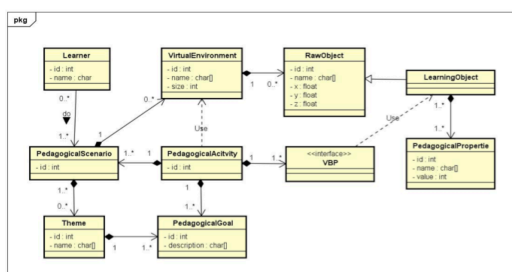 pkg
Learner
- id : int
- name : char
VirtualEnvironment
- id : int
- name : char[]
- size : int
RawObject
- id : int
- name : char[]
- x : float
- y : float
- z : float
LearningObject
1
0..*
0..*
do
1..*
0..*
1
Use
Use
1..*
1..*
PedagogicalScenario
- id : int
1..*
1
PedagogicalAcitvity
- id : int
1
1..*
<<interface>>
VBP
PedagogicalPropertie
- id : int
- name : char[]
- value : int
1..*
0..*
1
1..*
Theme
- id : int
- name : char[]
1
1..*
PedagogicalGoal
- description : char[]